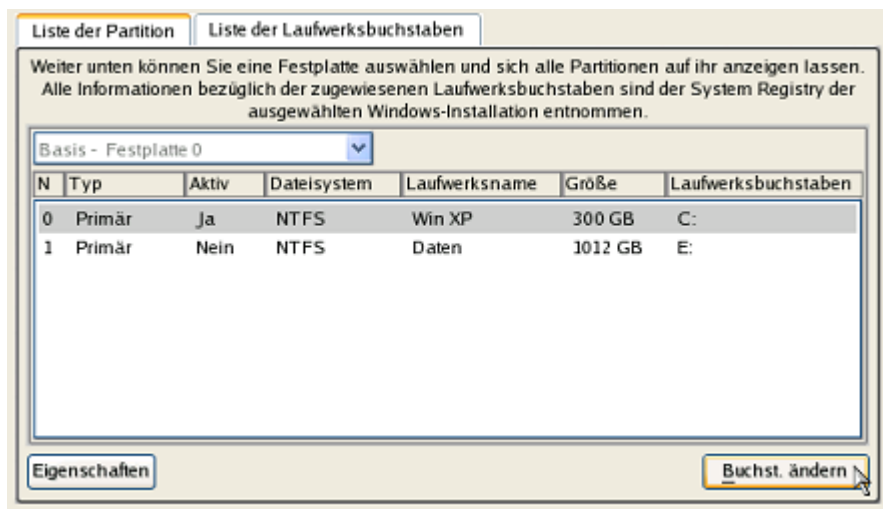 Liste der Partition Liste der Laufwerksbuchstaben
Weiter unten können Sie eine Festplatte auswählen und sich alle Partitionen auf ihr anzeigen lassen.
Alle Informationen bezüglich der zugewiesenen Laufwerksbuchstaben sind der System Registry der
ausgewählten Windows-Installation entnommen.
Basis - Festplatte 0
N Typ Aktiv Dateisystem Laufwerksname Größe Laufwerksbuchstaben
0 Primär Ja NTFS Win XP 300 GB C:
1 Primär Nein NTFS Daten 1012 GB E:
Eigenschaften Buchst. ändern